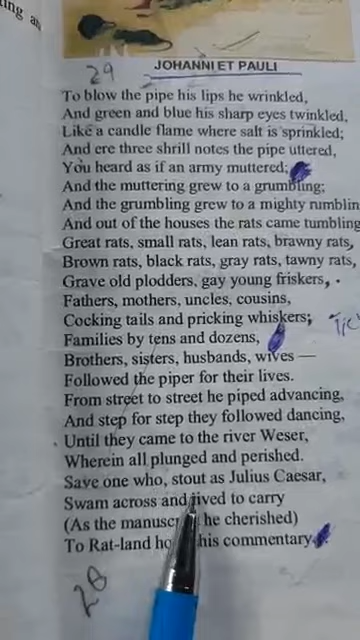 ing an
29
JOHANNI ET PAULI
To blow the pipe his lips he wrinkled,
And green and blue his sharp eyes twinkled,
Like a candle flame where salt is sprinkled;
And ere three shrill notes the pipe uttered,
You heard as if an army muttered;
And the muttering grew to a grumbling;
And the grumbling grew to a mighty rumblin
And out of the houses the rats came tumbling
Great rats, small rats, lean rats, brawny rats,
Brown rats, black rats, gray rats, tawny rats,
Grave old plodders, gay young friskers,
Fathers, mothers, uncles, cousins,
Cocking tails and pricking whiskers;
Families by tens and dozens,
Brothers, sisters, husbands, wives —
Followed the piper for their lives.
From street to street he piped advancing,
And step for step they followed dancing,
Until they came to the river Weser,
Wherein all plunged and perished.
Save one who, stout as Julius Caesar,
Swam across and lived to carry
(As the manusc he cherished)
To Rat-land ho his commentary
28